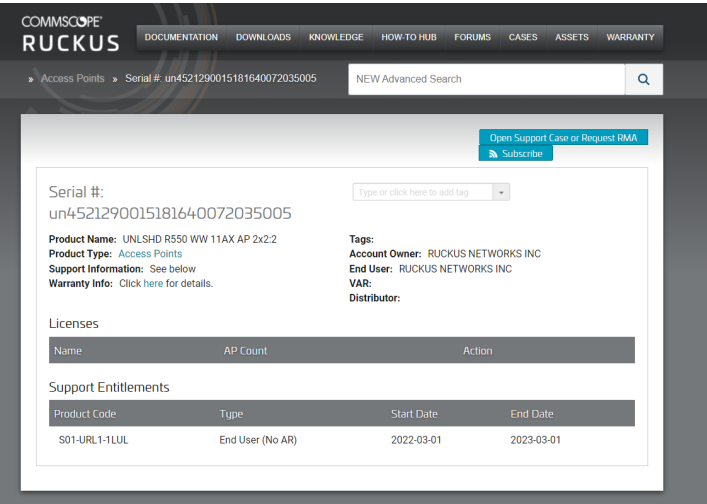 COMMSCOPE
RUCKUS
DOCUMENTATION DOWNLOADS KNOWLEDGE HOW-TO HUB FORUMS CASES ASSETS WARRANTY
» Access Points » Serial #: un4521290015181640072035005
NEW Advanced Search
Open Support Case or Request RMA
Subscribe
Serial #:
un4521290015181640072035005
Type or click here to add tag
Product Name: UNLSHD R550 WW 11AX AP 2x2:2
Product Type: Access Points
Support Information: See below
Warranty Info: Click here for details.
Tags:
Account Owner: RUCKUS NETWORKS INC
End User: RUCKUS NETWORKS INC
VAR:
Distributor:
Licenses
Name AP Count Action
Support Entitlements
Product Code Type Start Date End Date
S01-URL1-1LUL End User (No AR) 2022-03-01 2023-03-01